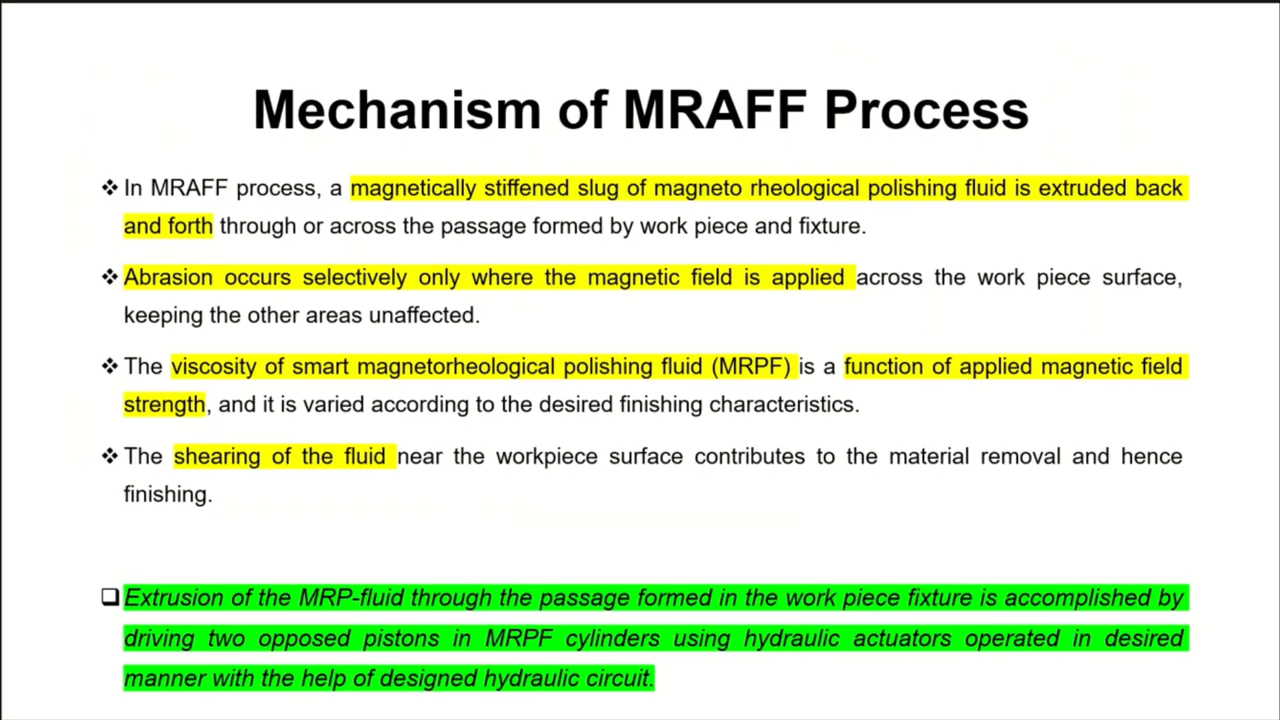 Mechanism of MRAFF Process
❖ In MRAFF process, a magnetically stiffened slug of magneto rheological polishing fluid is extruded back
and forth through or across the passage formed by work piece and fixture.
❖ Abrasion occurs selectively only where the magnetic field is applied across the work piece surface,
keeping the other areas unaffected.
❖ The viscosity of smart magnetorheological polishing fluid (MRPF) is a function of applied magnetic field
strength, and it is varied according to the desired finishing characteristics.
❖ The shearing of the fluid near the workpiece surface contributes to the material removal and hence
finishing.
❑ Extrusion of the MRP-fluid through the passage formed in the work piece fixture is accomplished by
driving two opposed pistons in MRPF cylinders using hydraulic actuators operated in desired
manner with the help of designed hydraulic circuit.